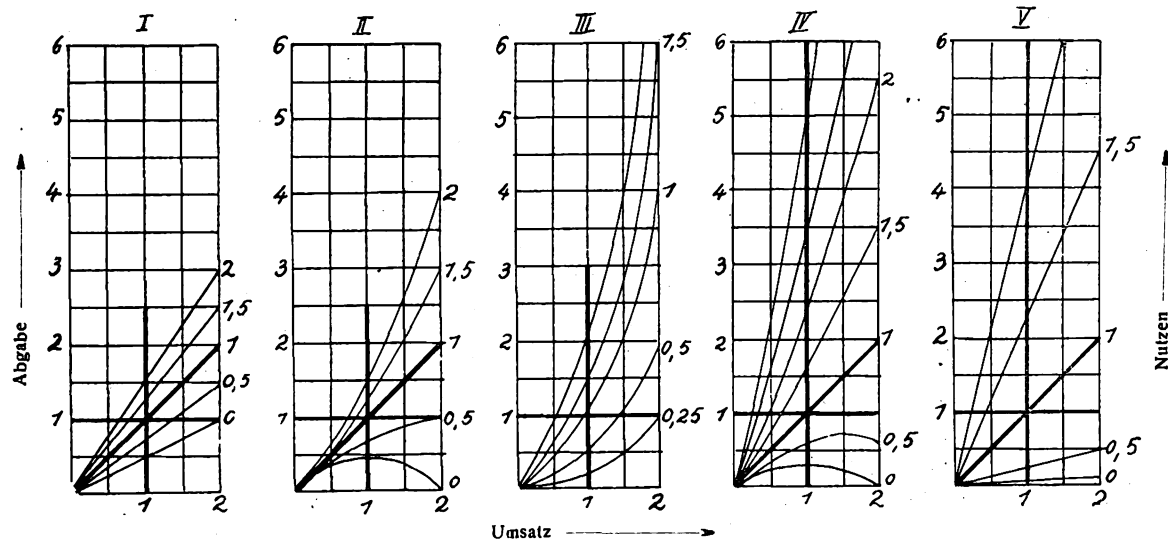 I II III IV V
6 6 6 1,5 6 6
5 5 5 5 2 5
1,5
4 4 2 4 1 4 4
1,5
3 2 3 1,5 3 3 3
1,5
2 1 2 1 2 0,5 2 1 2 1
0,5
1 0 1 0,5 1 0,25 1 0,5 1 0,5
0 0 0
1 2 1 2 1 2 1 2 1 2
Abgabe
Umsatz
Nutzen